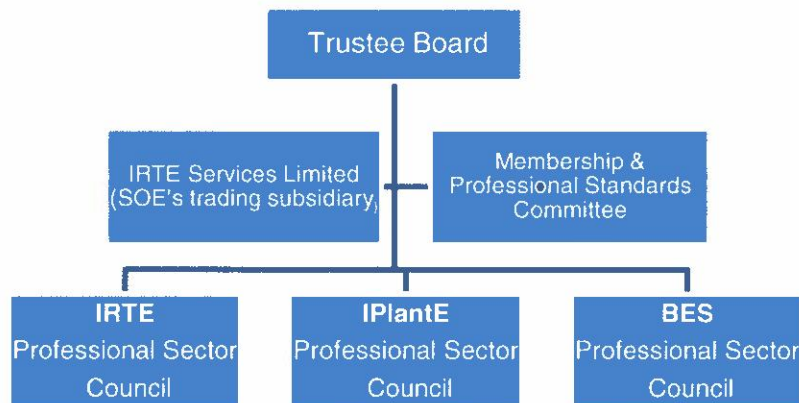 Trustee Board
IRTE Services Limited
(SOE's trading subsidiary)
Membership &
Professional Standards
Committee
IRTE
Professional Sector
Council
IPlantE
Professional Sector
Council
BES
Professional Sector
Council